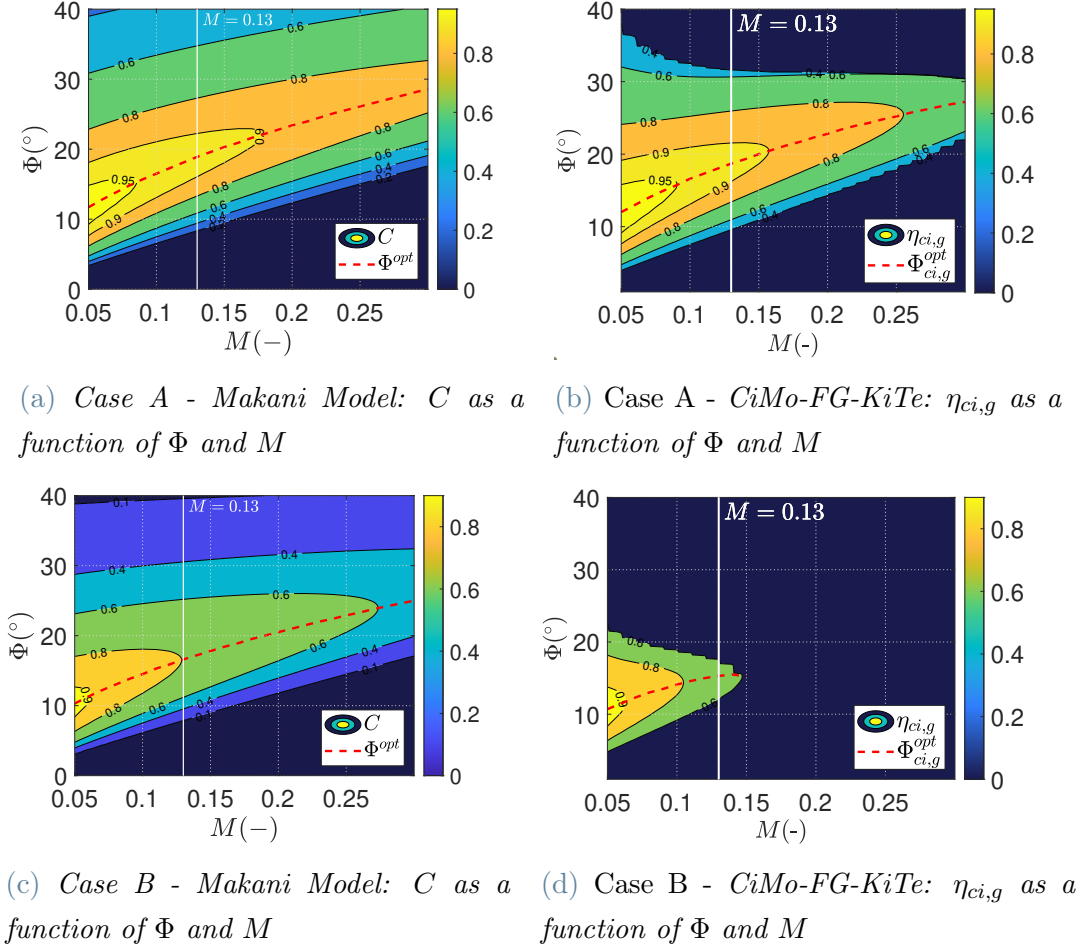 40
30
20
10
0
Φ(°)
M = 0.13
0.6
0.8
0.9
0.95
0.9
0.8
0.6
0.4
0.2
C
Φ^opt
0.8
0.6
0.4
0.2
0
0.05 0.1 0.15 0.2 0.25
M(−)
40
30
20
10
Φ(°)
M = 0.13
0.6
0.4
0.6
0.8
0.9
0.95
0.9
0.8
0.6
0.4
0.6
0.4
η_ci,g
Φ^opt_ci,g
0.8
0.6
0.4
0.2
0
0.05 0.1 0.15 0.2 0.25
M(-)
(a) Case A - Makani Model: C as a
function of Φ and M
(b) Case A - CiMo-FG-KiTe: η_ci,g as a
function of Φ and M
40
30
20
10
0
Φ(°)
M = 0.13
0.1
0.4
0.6
0.8
0.9
0.8
0.6
0.4
0.1
0.6
0.4
0.1
C
Φ^opt
0.8
0.6
0.4
0.2
0
0.05 0.1 0.15 0.2 0.25
M(−)
40
30
20
10
Φ(°)
M = 0.13
0.6
0.8
0.9
0.8
0.6
η_ci,g
Φ^opt_ci,g
0.8
0.6
0.4
0.2
0
0.05 0.1 0.15 0.2 0.25
M(-)
(c) Case B - Makani Model: C as a
function of Φ and M
(d) Case B - CiMo-FG-KiTe: η_ci,g as a
function of Φ and M